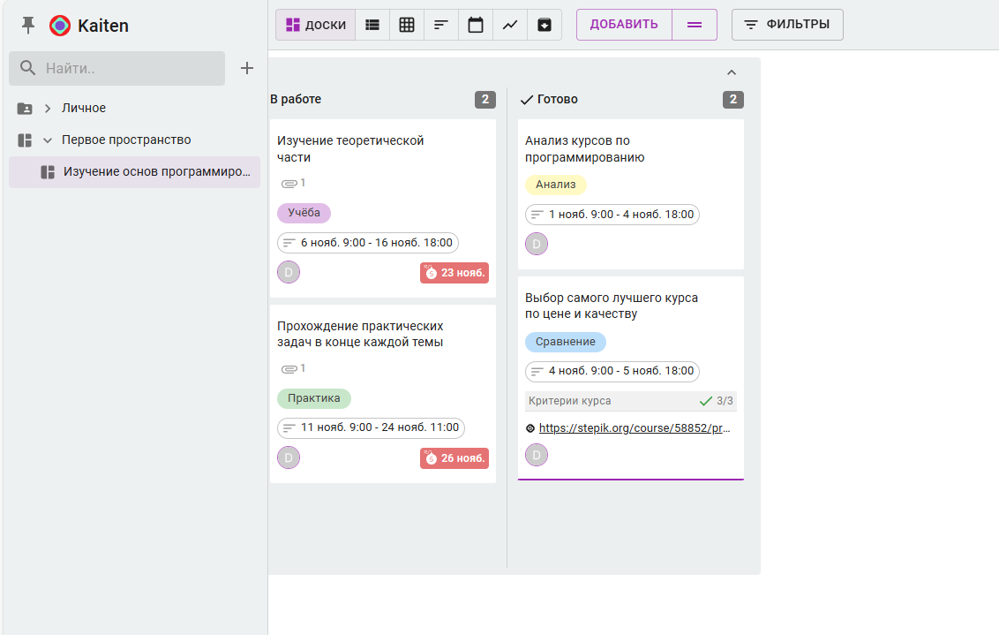 Kaiten
Найти..
Личное
Первое пространство
Изучение основ программиро...
ДОСКИ
ДОБАВИТЬ
ФИЛЬТРЫ
В работе
2
Изучение теоретической
части
1
Учёба
6 нояб. 9:00 - 16 нояб. 18:00
D
23 нояб.
Прохождение практических
задач в конце каждой темы
1
Практика
11 нояб. 9:00 - 24 нояб. 11:00
D
26 нояб.
Готово
2
Анализ курсов по
программированию
Анализ
1 нояб. 9:00 - 4 нояб. 18:00
D
Выбор самого лучшего курса
по цене и качеству
Сравнение
4 нояб. 9:00 - 5 нояб. 18:00
Критерии курса
3/3
https://stepik.org/course/58852/pr...
D